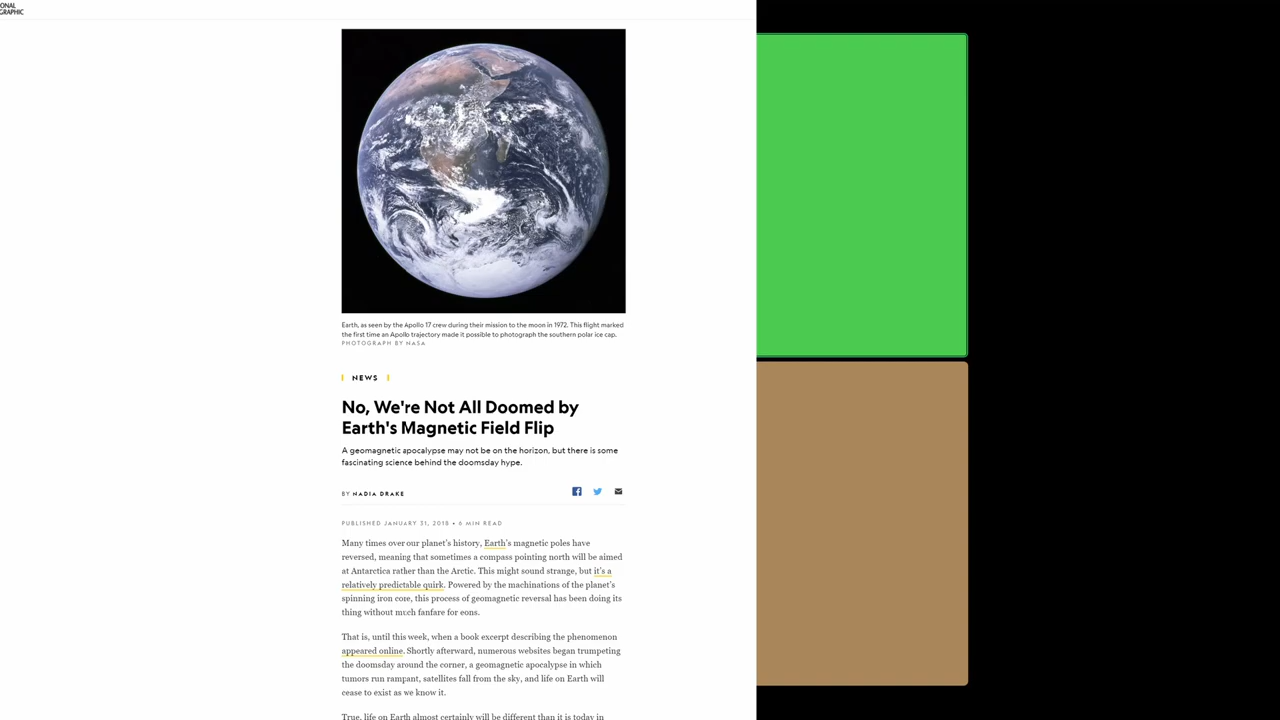 ONAL
GRAPHIC
Earth, as seen by the Apollo 17 crew during their mission to the moon in 1972. This flight marked
the first time an Apollo trajectory made it possible to photograph the southern polar ice cap.
PHOTOGRAPH BY NASA
NEWS
No, We're Not All Doomed by
Earth's Magnetic Field Flip
A geomagnetic apocalypse may not be on the horizon, but there is some
fascinating science behind the doomsday hype.
BY NADIA DRAKE
PUBLISHED JANUARY 31, 2018 • 6 MIN READ
Many times over our planet's history, Earth's magnetic poles have
reversed, meaning that sometimes a compass pointing north will be aimed
at Antarctica rather than the Arctic. This might sound strange, but it's a
relatively predictable quirk. Powered by the machinations of the planet's
spinning iron core, this process of geomagnetic reversal has been doing its
thing without much fanfare for eons.
That is, until this week, when a book excerpt describing the phenomenon
appeared online. Shortly afterward, numerous websites began trumpeting
the doomsday around the corner, a geomagnetic apocalypse in which
tumors run rampant, satellites fall from the sky, and life on Earth will
cease to exist as we know it.
True, life on Earth almost certainly will be different than it is today in